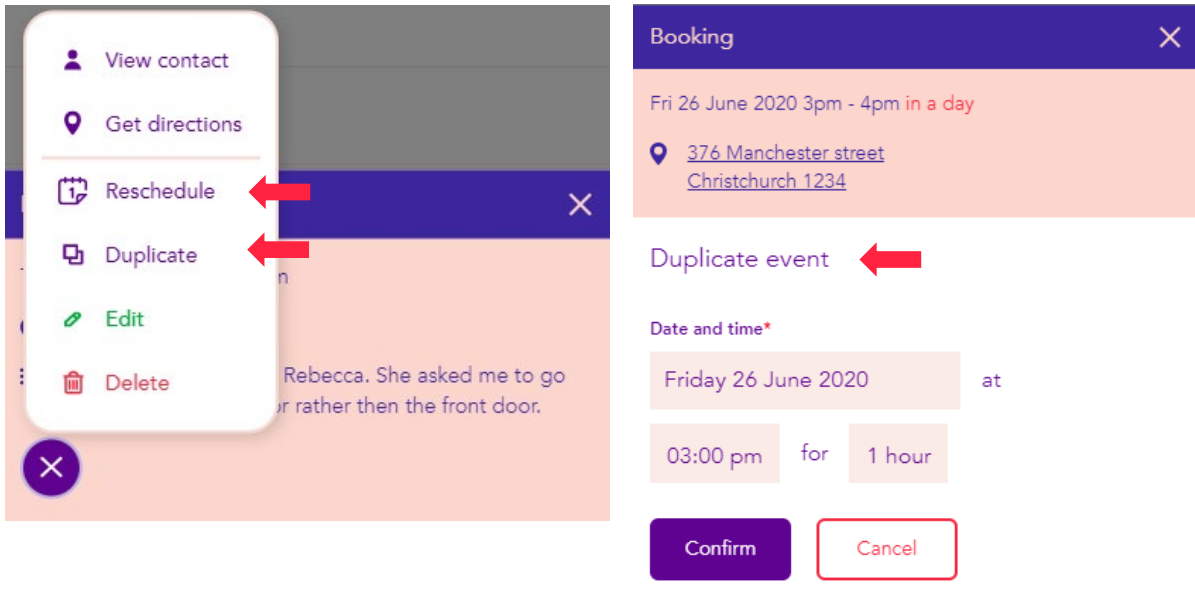 View contact
Get directions
Reschedule
Duplicate
Edit
Delete
Rebecca. She asked me to go
rather then the front door.
Booking
Fri 26 June 2020 3pm - 4pm in a day
376 Manchester street
Christchurch 1234
Duplicate event
Date and time*
Friday 26 June 2020 at
03:00 pm for 1 hour
Confirm Cancel